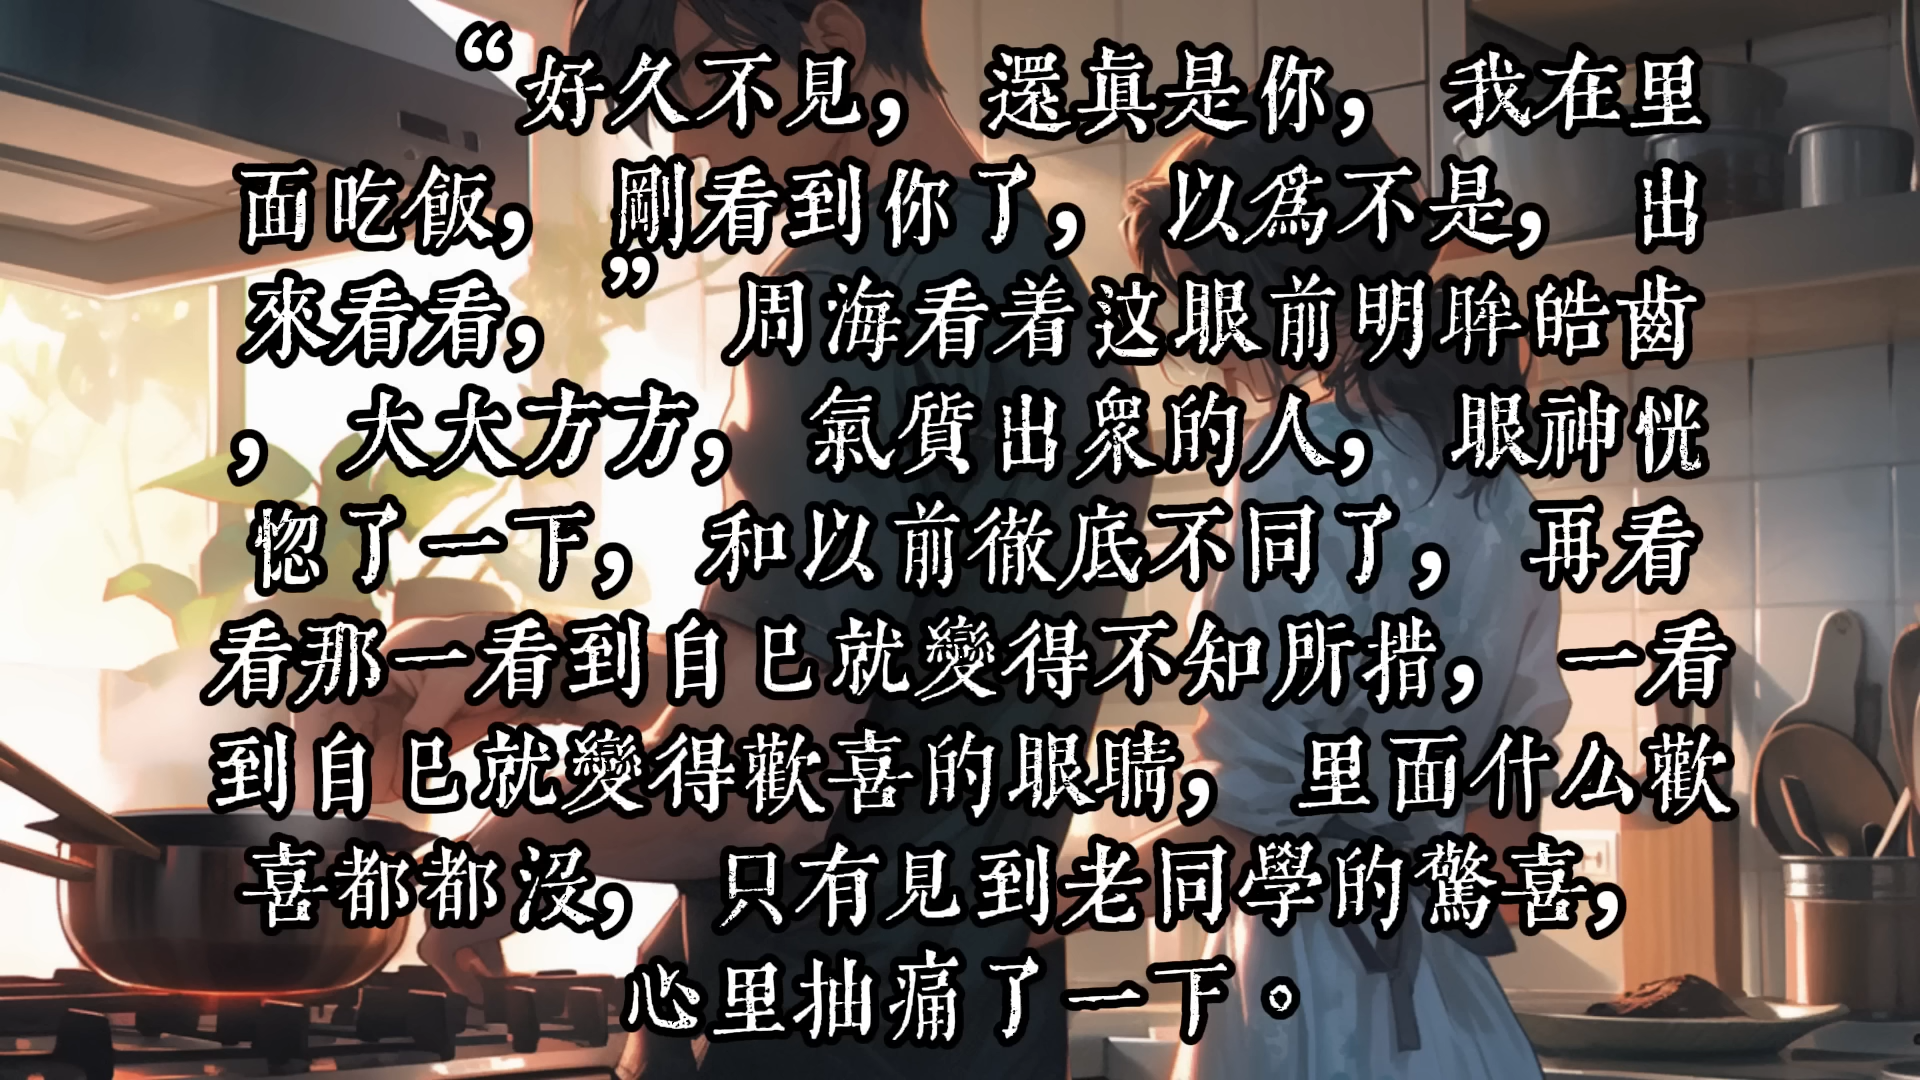 “好久不見， 還真是你， 我在里
面吃飯， 剛看到你了， 以爲不是， 出
來看看， ” 周海看着这眼前明眸皓齒
， 大大方方， 氣質出衆的人， 眼神恍
惚了一下， 和以前徹底不同了， 再看
看那一看到自已就變得不知所措， 一看
到自已就變得歡喜的眼睛， 里面什么歡
喜都都沒， 只有見到老同學的驚喜，
心里抽痛了一下。